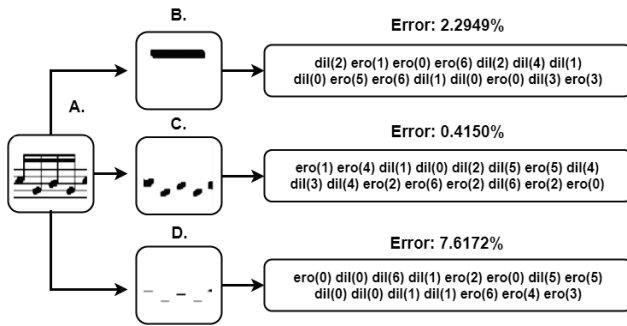 B.
Error: 2.2949%
dil(2) ero(1) ero(0) ero(6) dil(2) dil(4) dil(1)
dil(0) ero(5) ero(6) dil(1) dil(0) ero(0) dil(3) ero(3)
A.
C.
Error: 0.4150%
ero(1) ero(4) dil(1) dil(0) dil(2) dil(5) ero(5) dil(4)
dil(3) dil(4) ero(2) ero(6) ero(2) dil(6) ero(2) ero(0)
D.
Error: 7.6172%
ero(0) dil(0) dil(6) dil(1) ero(2) ero(0) dil(5) ero(5)
dil(0) dil(0) dil(1) dil(1) ero(6) ero(4) ero(3)